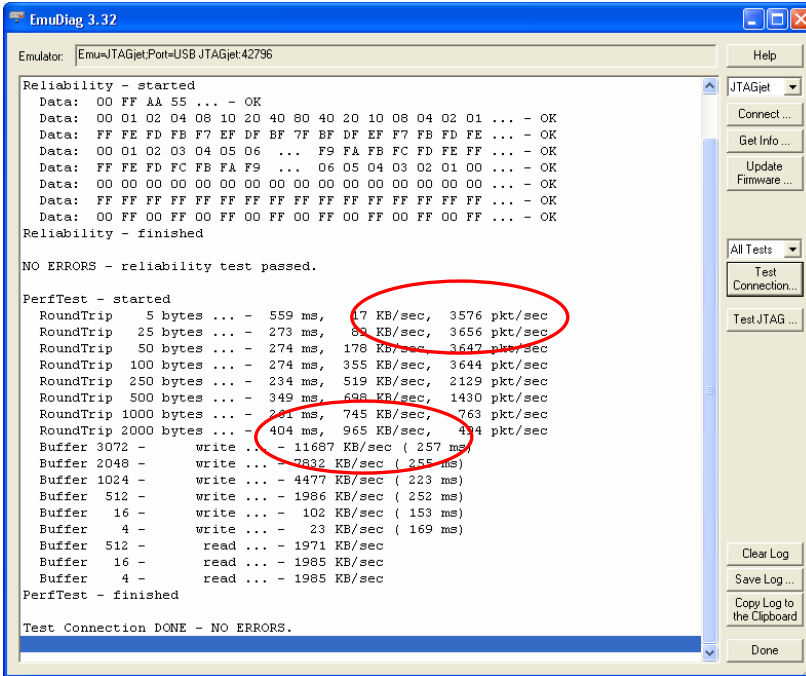 EmuDiag 3.32
Emulator: Emu=JTAGjet;Port=USB JTAGjet:42796
Reliability - started
Data: 00 FF AA 55 ... - OK
Data: 00 01 02 04 08 10 20 40 80 40 20 10 08 04 02 01 ... - OK
Data: FF FE FD FB F7 EF DF BF 7F BF DF EF F7 FB FD FE ... - OK
Data: 00 01 02 03 04 05 06 ... F9 FA FB FC FD FE FF ... - OK
Data: FF FE FD FC FB FA F9 ... 06 05 04 03 02 01 00 ... - OK
Data: 00 00 00 00 00 00 00 00 00 00 00 00 00 00 00 00 ... - OK
Data: FF FF FF FF FF FF FF FF FF FF FF FF FF FF FF FF ... - OK
Data: 00 FF 00 FF 00 FF 00 FF 00 FF 00 FF 00 FF 00 FF ... - OK
Reliability - finished
NO ERRORS - reliability test passed.
PerfTest - started
RoundTrip 5 bytes ... - 559 ms, 17 KB/sec, 3576 pkt/sec
RoundTrip 25 bytes ... - 273 ms, 89 KB/sec, 3656 pkt/sec
RoundTrip 50 bytes ... - 274 ms, 178 KB/sec, 3647 pkt/sec
RoundTrip 100 bytes ... - 274 ms, 355 KB/sec, 3644 pkt/sec
RoundTrip 250 bytes ... - 234 ms, 519 KB/sec, 2129 pkt/sec
RoundTrip 500 bytes ... - 349 ms, 698 KB/sec, 1430 pkt/sec
RoundTrip 1000 bytes ... - 261 ms, 745 KB/sec, 763 pkt/sec
RoundTrip 2000 bytes ... - 404 ms, 965 KB/sec, 494 pkt/sec
Buffer 3072 - write ... - 11687 KB/sec ( 257 ms)
Buffer 2048 - write ... - 7832 KB/sec ( 255 ms)
Buffer 1024 - write ... - 4477 KB/sec ( 223 ms)
Buffer 512 - write ... - 1986 KB/sec ( 252 ms)
Buffer 16 - write ... - 102 KB/sec ( 153 ms)
Buffer 4 - write ... - 23 KB/sec ( 169 ms)
Buffer 512 - read ... - 1971 KB/sec
Buffer 16 - read ... - 1985 KB/sec
Buffer 4 - read ... - 1985 KB/sec
PerfTest - finished
Test Connection DONE - NO ERRORS.
Help
JTAGjet
Connect ...
Get Info ...
Update
Firmware ...
All Tests
Test
Connection...
Test JTAG ...
Clear Log
Save Log ...
Copy Log to
the Clipboard
Done